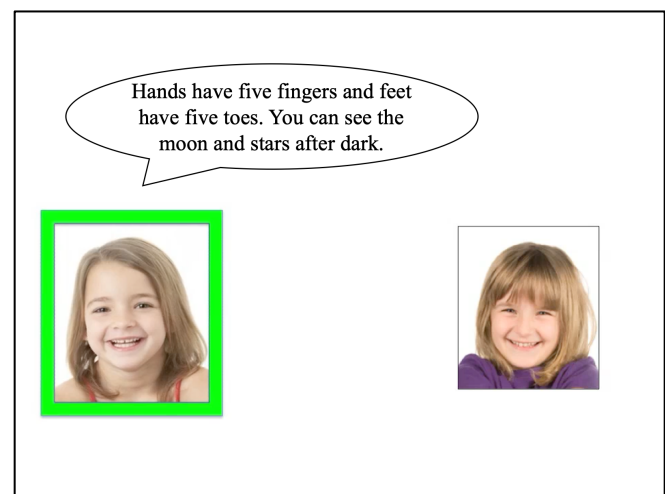 Hands have five fingers and feet
have five toes. You can see the
moon and stars after dark.